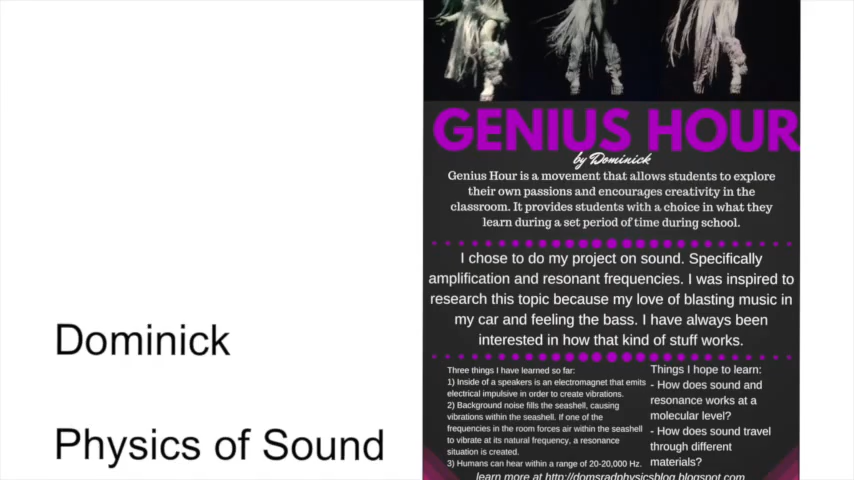 Dominick
Physics of Sound
GENIUS HOUR
by Dominick
Genius Hour is a movement that allows students to explore
their own passions and encourages creativity in the
classroom. It provides students with a choice in what they
learn during a set period of time during school.
I chose to do my project on sound. Specifically
amplification and resonant frequencies. I was inspired to
research this topic because my love of blasting music in
my car and feeling the bass. I have always been
interested in how that kind of stuff works.
Three things I have learned so far:
1) Inside of a speakers is an electromagnet that emits
electrical impulsive in order to create vibrations.
2) Background noise fills the seashell, causing
vibrations within the seashell. If one of the
frequencies in the room forces air within the seashell
to vibrate at its natural frequency, a resonance
situation is created.
3) Humans can hear within a range of 20-20,000 Hz.
Things I hope to learn:
- How does sound and
resonance works at a
molecular level?
- How does sound travel
through different
materials?
learn more at http://domsradphysicsblog.blogspot.com